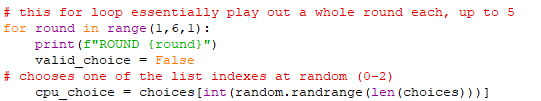 # this for loop essentially play out a whole round each, up to 5
for round in range(1,6,1):
    print(f"ROUND {round}")
    valid_choice = False
# chooses one of the list indexes at random (0-2)
    cpu_choice = choices[int(random.randrange(len(choices)))]